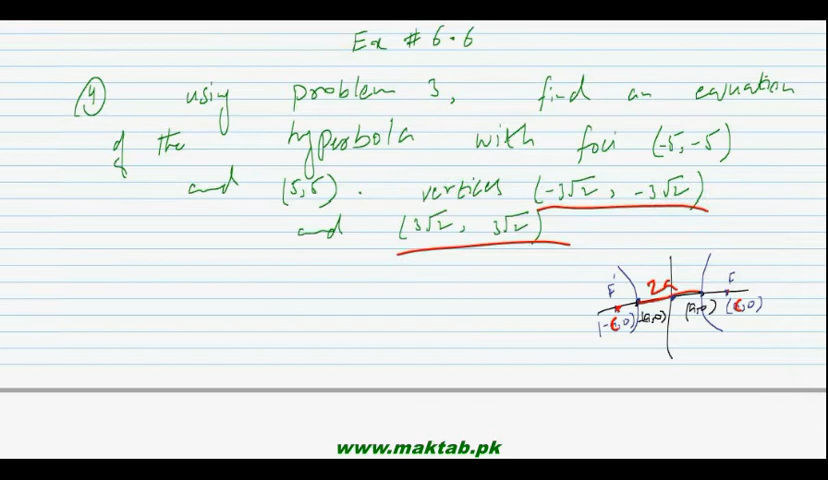 Ex # 6.6
(4) using problem 3, find an equation
of the hyperbola with foci (-5, -5)
and (5,5). vertices (-3√2, -3√2)
and (3√2, 3√2)
F' 2a F
(-c,0) (-a,0) (a,0) (c,0)
www.maktab.pk